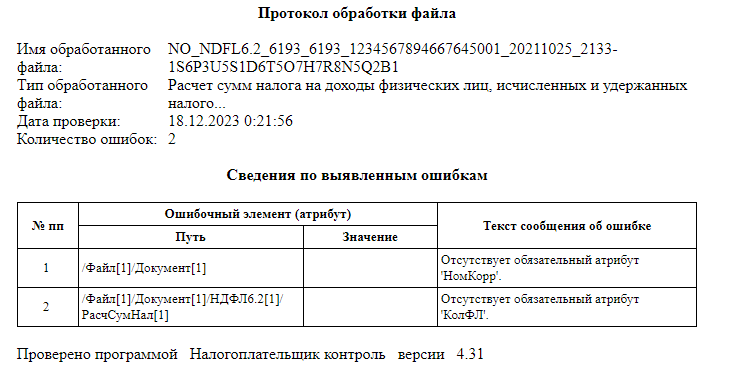 Протокол обработки файла
Имя обработанного NO_NDFL6.2_6193_6193_1234567894667645001_20211025_2133-
файла: 1S6P3U5S1D6T5O7H7R8N5Q2B1
Тип обработанного Расчет сумм налога на доходы физических лиц, исчисленных и удержанных
файла: налого...
Дата проверки: 18.12.2023 0:21:56
Количество ошибок: 2
Сведения по выявленным ошибкам
№ пп Ошибочный элемент (атрибут) Текст сообщения об ошибке
Путь Значение
1 /Файл[1]/Документ[1] Отсутствует обязательный атрибут
'НомКорр'.
2 /Файл[1]/Документ[1]/НДФЛ6.2[1]/ Отсутствует обязательный атрибут
РасчСумНал[1] 'КолФЛ'.
Проверено программой Налогоплательщик контроль версии 4.31